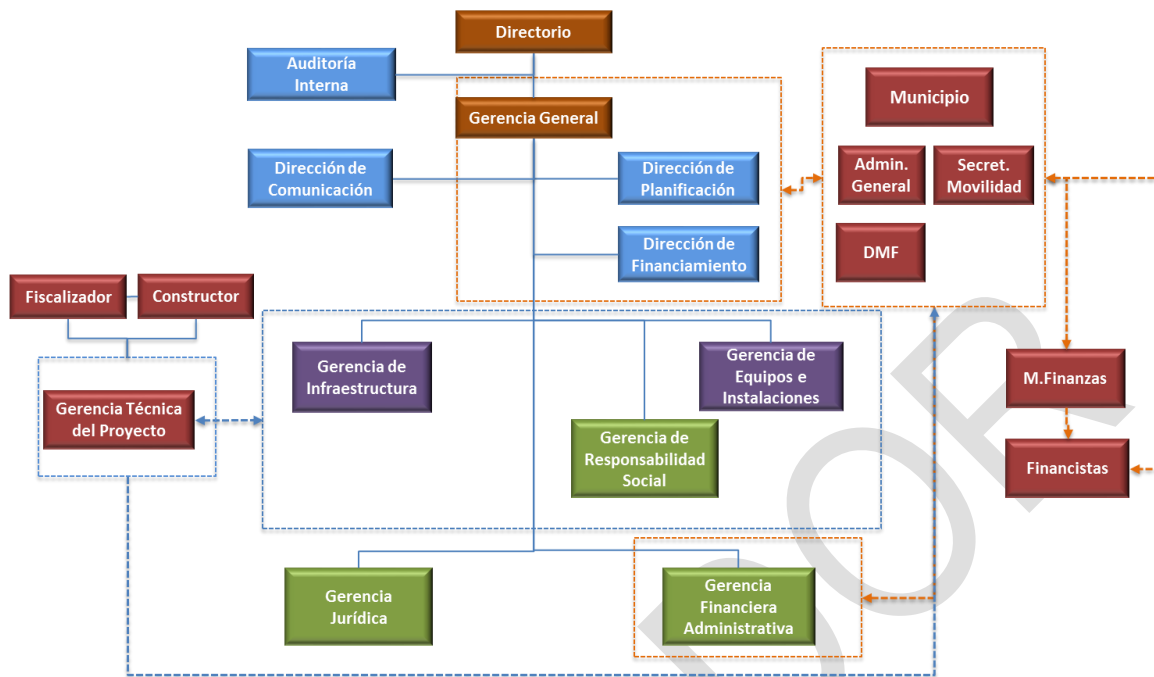 Directorio
Auditoría
Interna
Gerencia General
Municipio
Dirección de
Comunicación
Dirección de
Planificación
Admin.
General
Secret.
Movilidad
Dirección de
Financiamiento
DMF
Fiscalizador
Constructor
Gerencia de
Infraestructura
Gerencia de
Equipos e
Instalaciones
M.Finanzas
Gerencia Técnica
del Proyecto
Gerencia de
Responsabilidad
Social
Financistas
Gerencia
Jurídica
Gerencia
Financiera
Administrativa
DOR